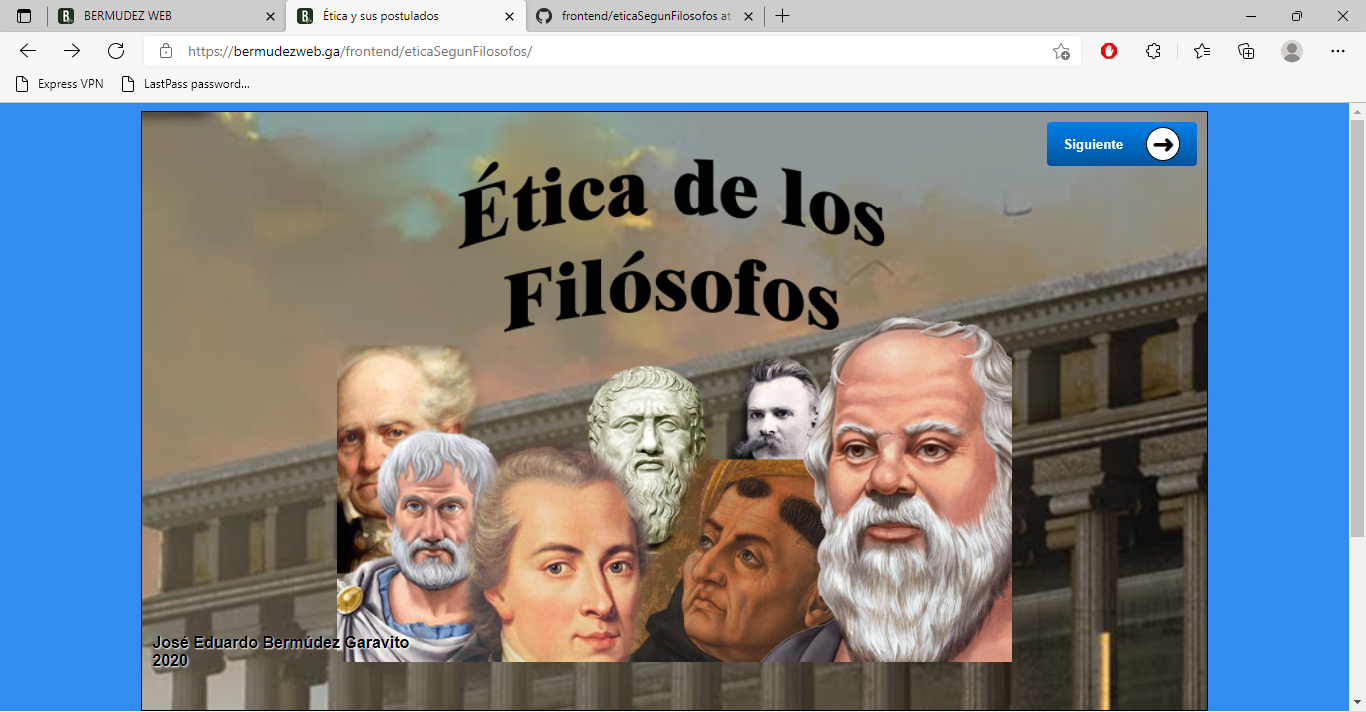 BERMUDEZ WEB
Ética y sus postulados
frontend/eticaSegunFilosofos at
https://bermudezweb.ga/frontend/eticaSegunFilosofos/
Express VPN
LastPass password...
Siguiente
Ética de los
Filósofos
José Eduardo Bermúdez Garavito
2020